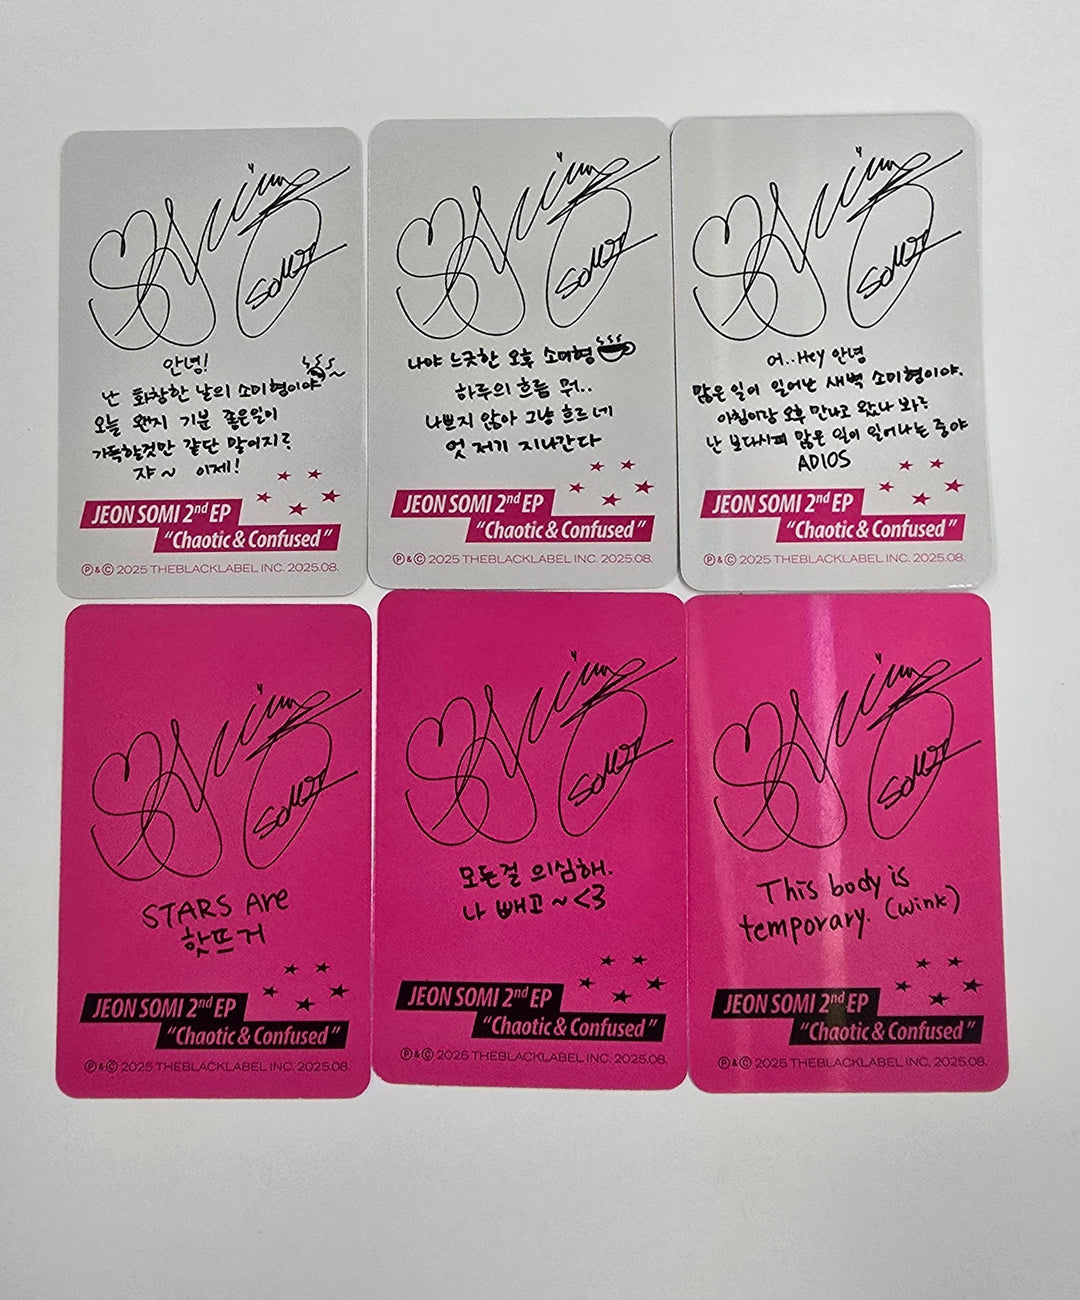 SOMI
안녕!
난 화창한 날의 소미형이야
오늘 왠지 기분 좋은일이
가득할것만 같단 말이지?
쟈~ 이제!
JEON SOMI 2nd EP
"Chaotic & Confused"
Ⓟ & Ⓒ 2025 THEBLACKLABEL INC. 2025.08.
SOMI
나야 느긋한 오후 소미형
하루의 흐름 뭐..
나쁘지 않아 그냥 흐르네
엇 저기 지나간다
JEON SOMI 2nd EP
"Chaotic & Confused"
Ⓟ & Ⓒ 2025 THEBLACKLABEL INC. 2025.08.
SOMI
어..Hey 안녕
많은 일이 일어난 새벽 소미형이야.
아침이랑 오후 만나고 왔나 보군
난 보다시피 많은 일이 일어나는 중이야
ADIOS
JEON SOMI 2nd EP
"Chaotic & Confused"
Ⓟ & Ⓒ 2025 THEBLACKLABEL INC. 2025.08.
SOMI
STARS Are
핫뜨거
JEON SOMI 2nd EP
"Chaotic & Confused"
Ⓟ & Ⓒ 2025 THEBLACKLABEL INC. 2025.08.
SOMI
모든걸 의심해.
나 빼고~<3
JEON SOMI 2nd EP
"Chaotic & Confused"
Ⓟ & Ⓒ 2025 THEBLACKLABEL INC. 2025.08.
SOMI
This body is
temporary. (wink)
JEON SOMI 2nd EP
"Chaotic & Confused"
Ⓟ & Ⓒ 2025 THEBLACKLABEL INC. 2025.08.